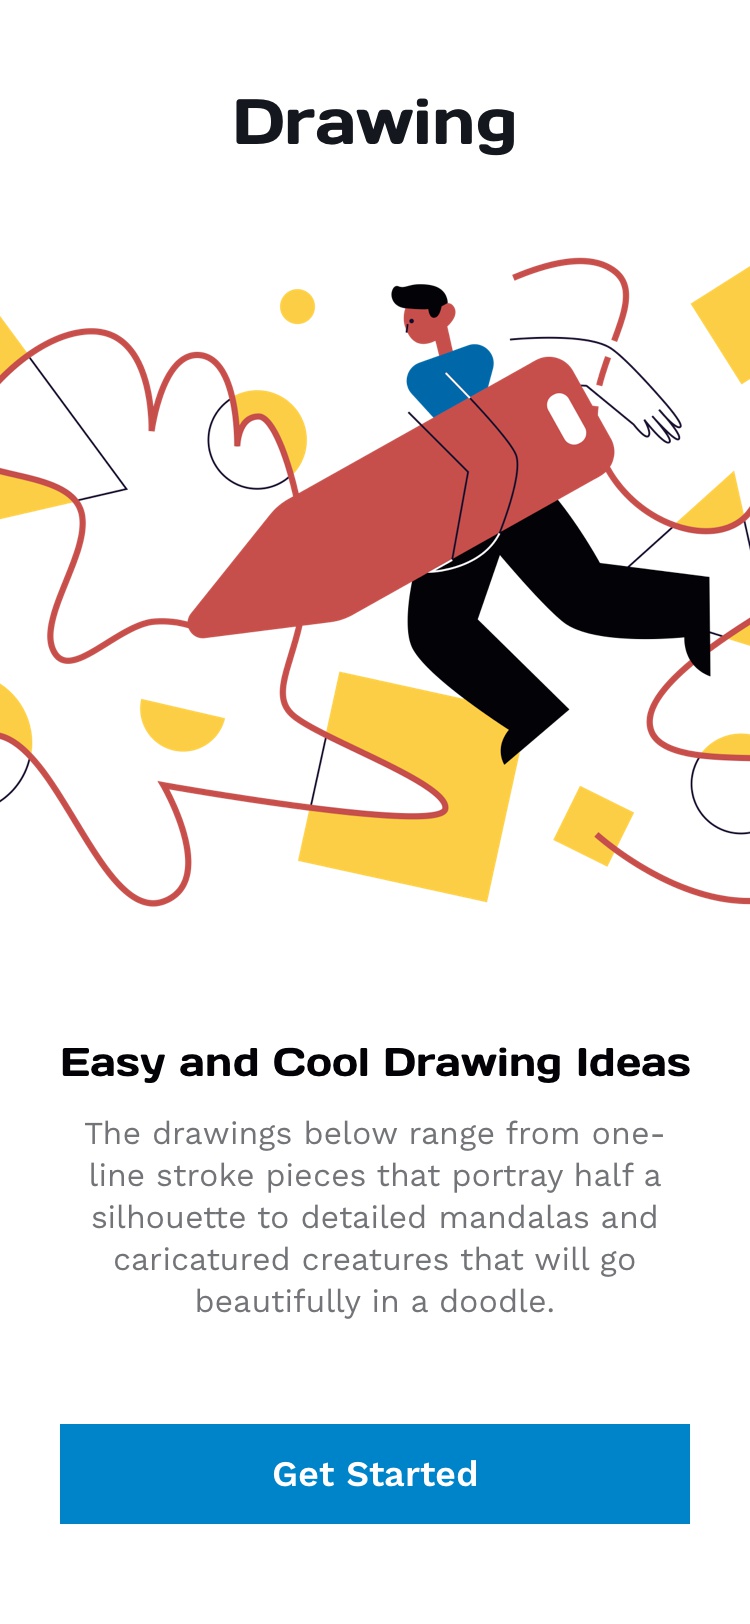 Drawing
Easy and Cool Drawing Ideas
The drawings below range from one-
line stroke pieces that portray half a
silhouette to detailed mandalas and
caricatured creatures that will go
beautifully in a doodle.
Get Started